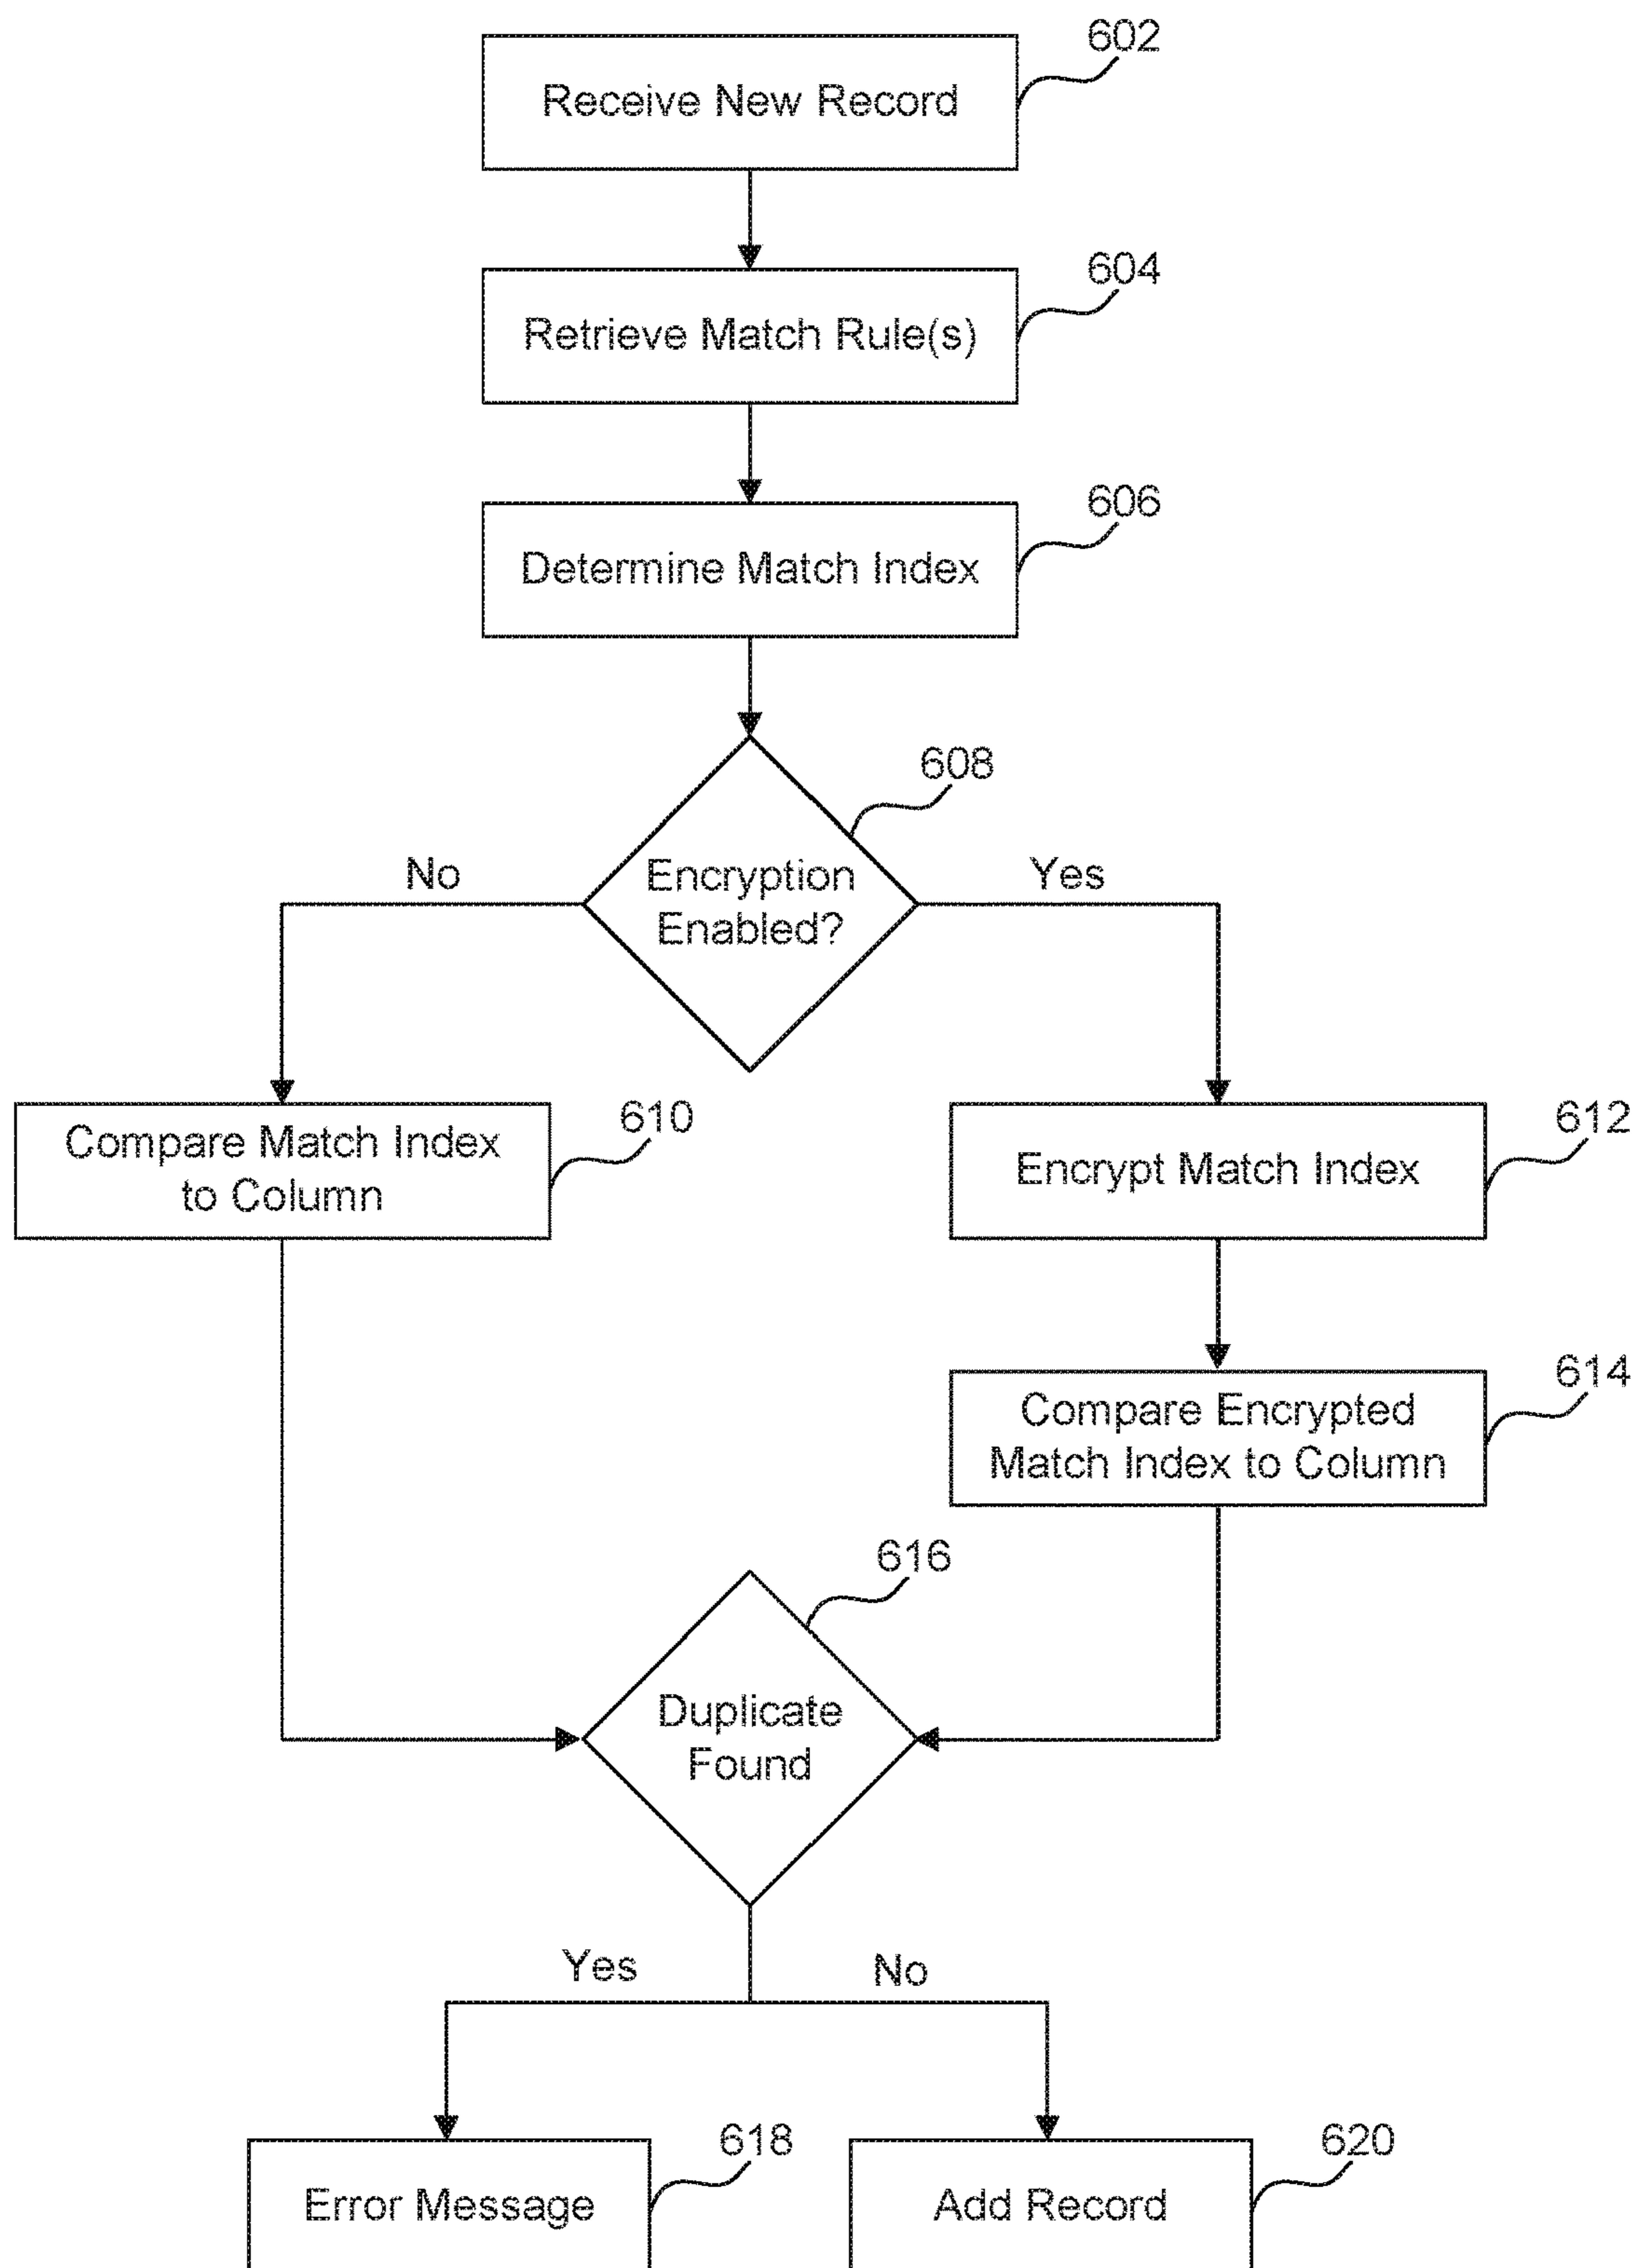 602
Receive New Record
604
Retrieve Match Rule(s)
606
Determine Match Index
608
Encryption
Enabled?
No
Yes
610
Compare Match Index
to Column
612
Encrypt Match Index
614
Compare Encrypted
Match Index to Column
616
Duplicate
Found
Yes
No
618
Error Message
620
Add Record